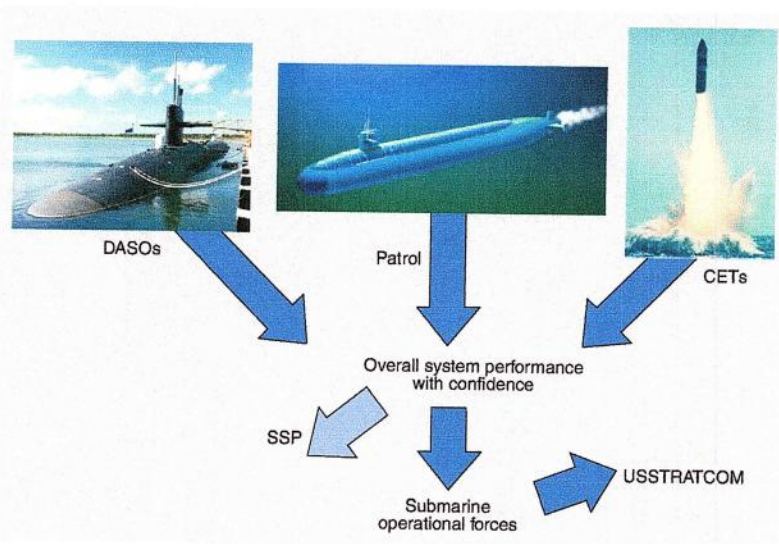 DASOs
Patrol
CETs
Overall system performance
with confidence
SSP
USSTRATCOM
Submarine
operational forces